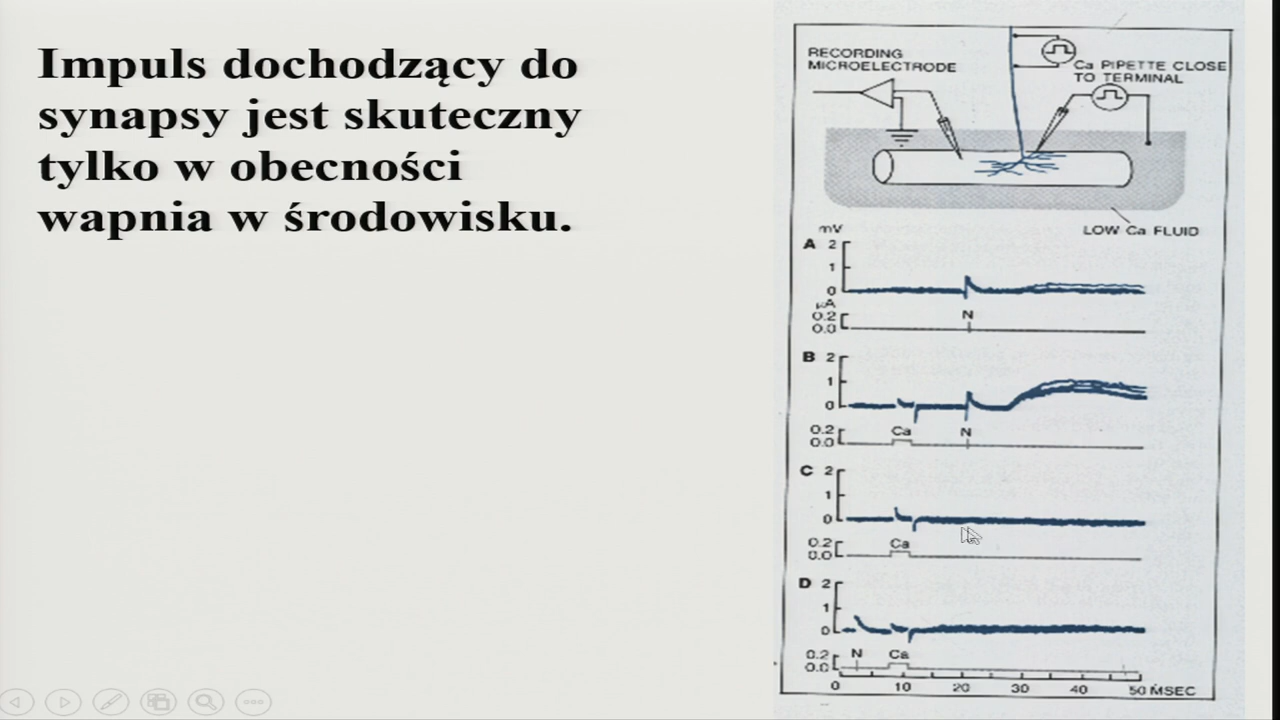 Impuls dochodzący do
synapsy jest skuteczny
tylko w obecności
wapnia w środowisku.
RECORDING
MICROELECTRODE
Ca PIPETTE CLOSE
TO TERMINAL
LOW Ca FLUID
mV
A 2
1
0
µA
0.2
0.0
N
B 2
1
0
0.2
0.0
Ca N
C 2
1
0
0.2
0.0
Ca
D 2
1
0
0.2
0.0
N Ca
0 10 20 30 40 50 MSEC